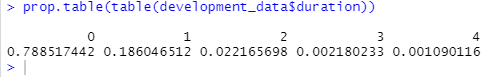 > prop.table(table(development_data$duration))
0 1 2 3 4
0.788517442 0.186046512 0.022165698 0.002180233 0.001090116
>